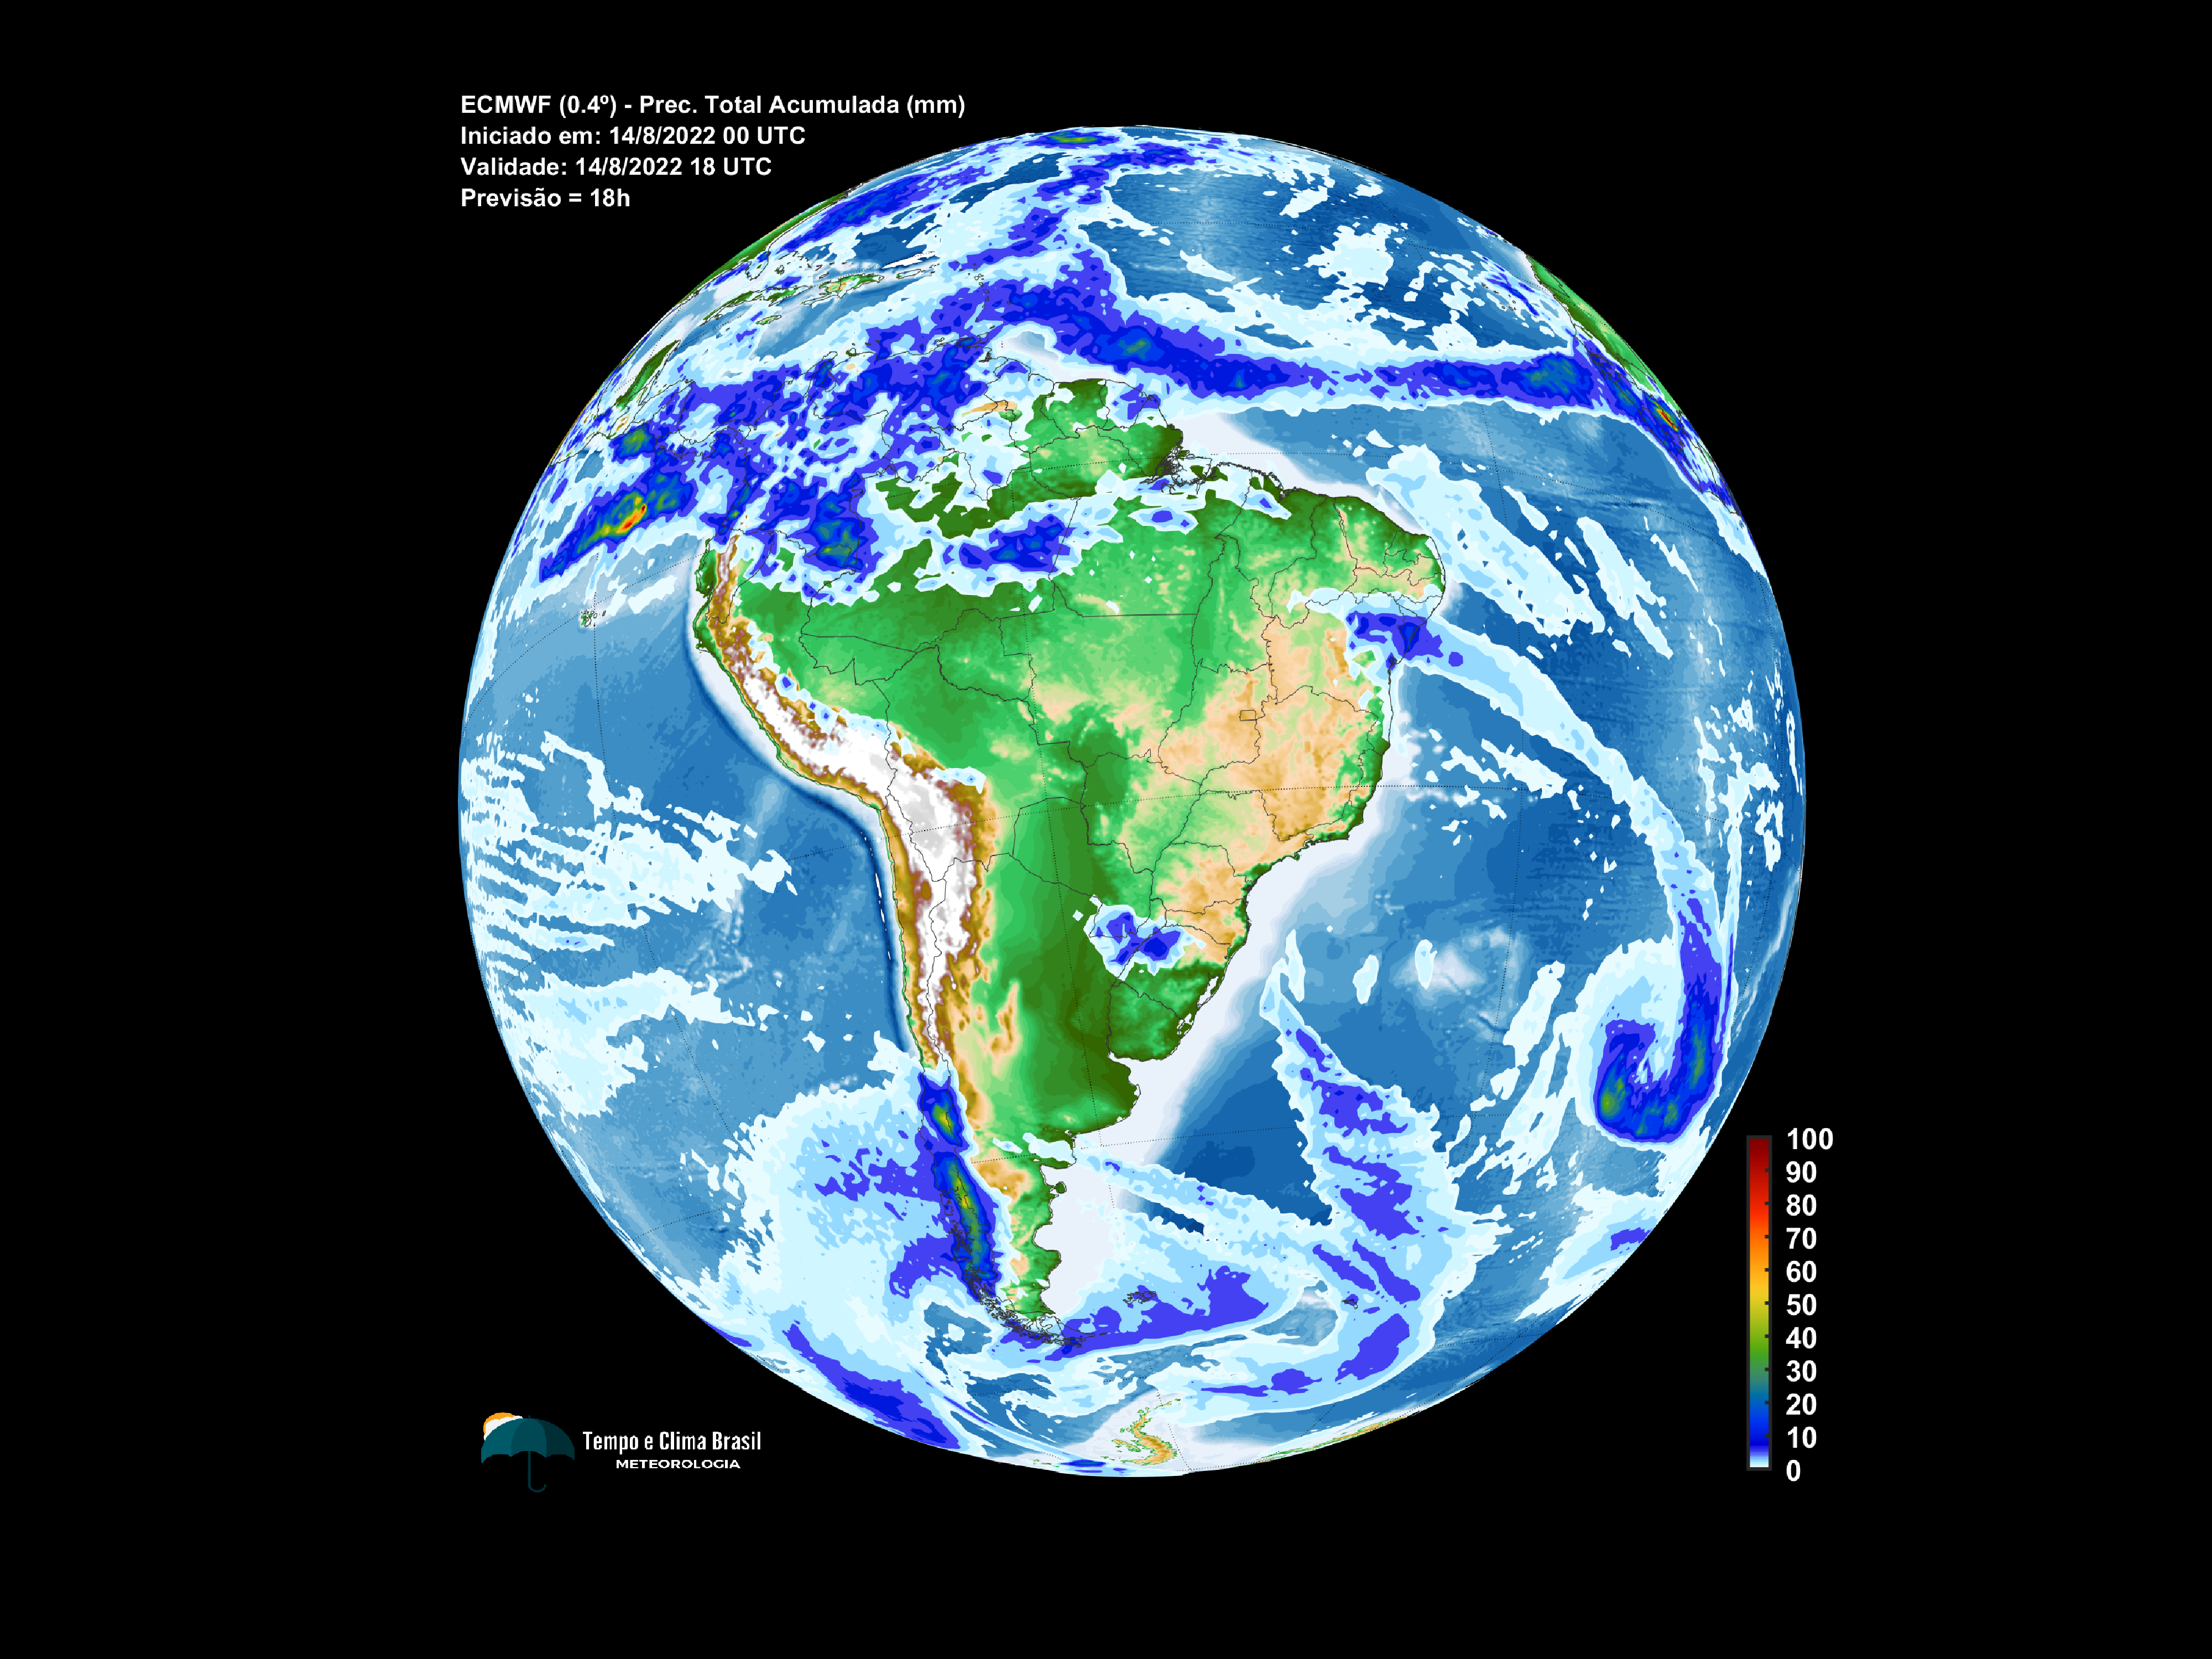 ECMWF (0.4º) - Prec. Total Acumulada (mm)
Iniciado em: 14/8/2022 00 UTC
Validade: 14/8/2022 18 UTC
Previsão = 18h
100
90
80
70
60
50
40
30
20
10
0
Tempo e Clima Brasil
METEOROLOGIA